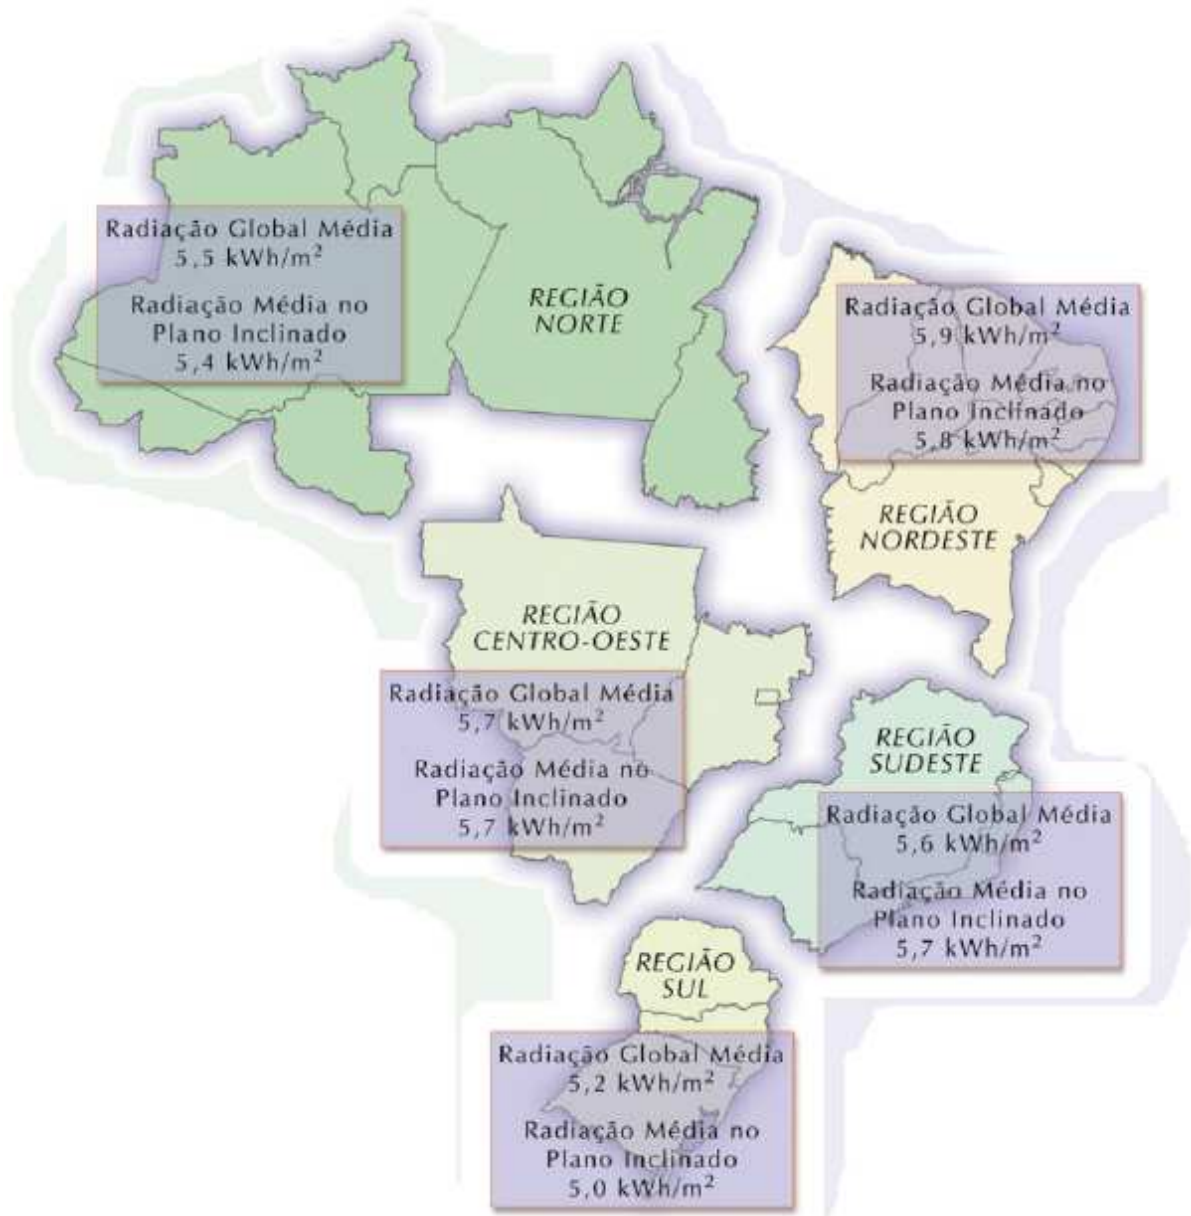 Radiação Global Média
5,5 kWh/m²
Radiação Média no
Plano Inclinado
5,4 kWh/m²
REGIÃO
NORTE
Radiação Global Média
5,9 kWh/m²
Radiação Média no
Plano Inclinado
5,8 kWh/m²
REGIÃO
NORDESTE
REGIÃO
CENTRO-OESTE
Radiação Global Média
5,7 kWh/m²
Radiação Média no
Plano Inclinado
5,7 kWh/m²
REGIÃO
SUDESTE
Radiação Global Média
5,6 kWh/m²
Radiação Média no
Plano Inclinado
5,7 kWh/m²
REGIÃO
SUL
Radiação Global Média
5,2 kWh/m²
Radiação Média no
Plano Inclinado
5,0 kWh/m²